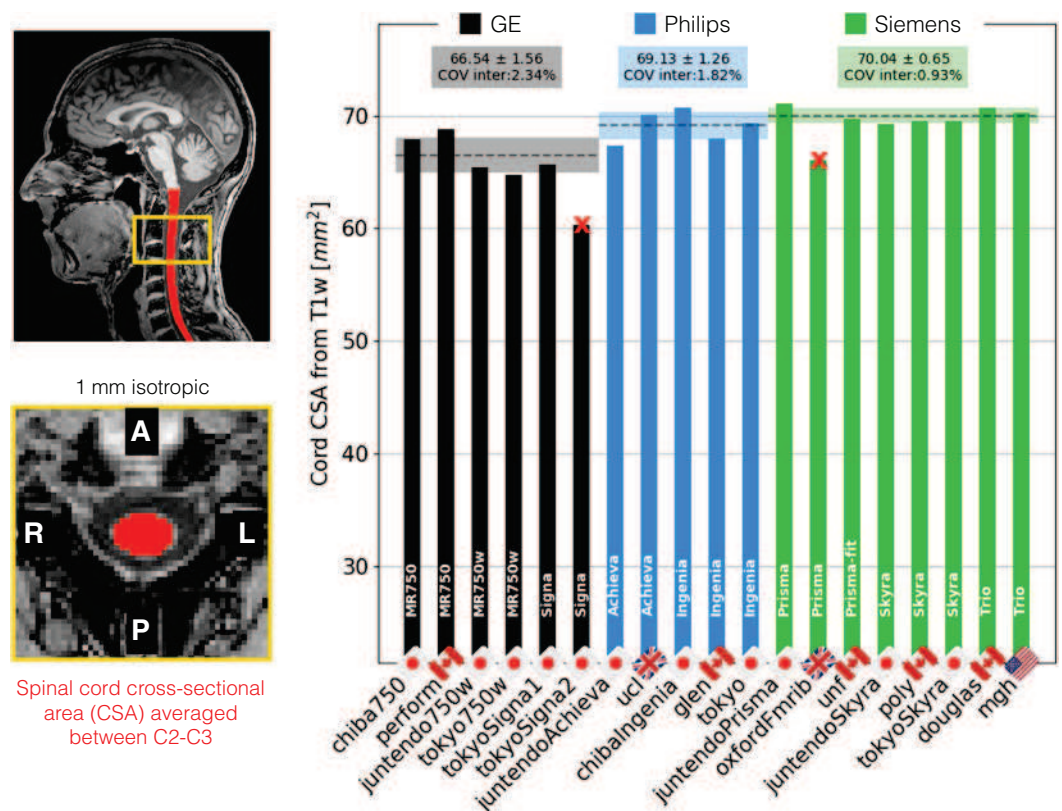 1 mm isotropic
A
R
L
P
Spinal cord cross-sectional
area (CSA) averaged
between C2-C3
GE
Philips
Siemens
66.54 ± 1.56
COV inter:2.34%
69.13 ± 1.26
COV inter:1.82%
70.04 ± 0.65
COV inter:0.93%
Cord CSA from T1w [mm²]
70
60
50
40
30
MR750
MR750
MR750w
MR750w
Signa
Signa
Achieva
Achieva
Ingenia
Ingenia
Ingenia
Prisma
Prisma
Prisma-fit
Skyra
Skyra
Skyra
Trio
Trio
chiba750
perform
juntendo750w
tokyo750w
tokyoSigna1
tokyoSigna2
juntendoAchieva
ucl
chibaIngenia
glen
tokyo
juntendoPrisma
oxfordFmrib
unf
juntendoSkyra
poly
tokyoSkyra
douglas
mgh